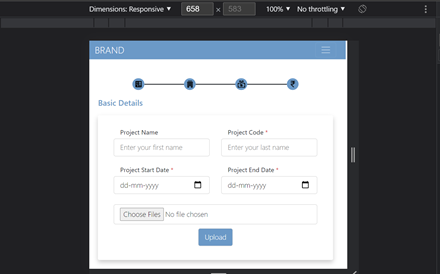 Dimensions: Responsive ▼ 658 × 583 100% ▼ No throttling ▼
BRAND
₹
Basic Details
Project Name Project Code *
Enter your first name Enter your last name
Project Start Date * Project End Date *
dd-mm-yyyy dd-mm-yyyy
Choose Files No file chosen
Upload